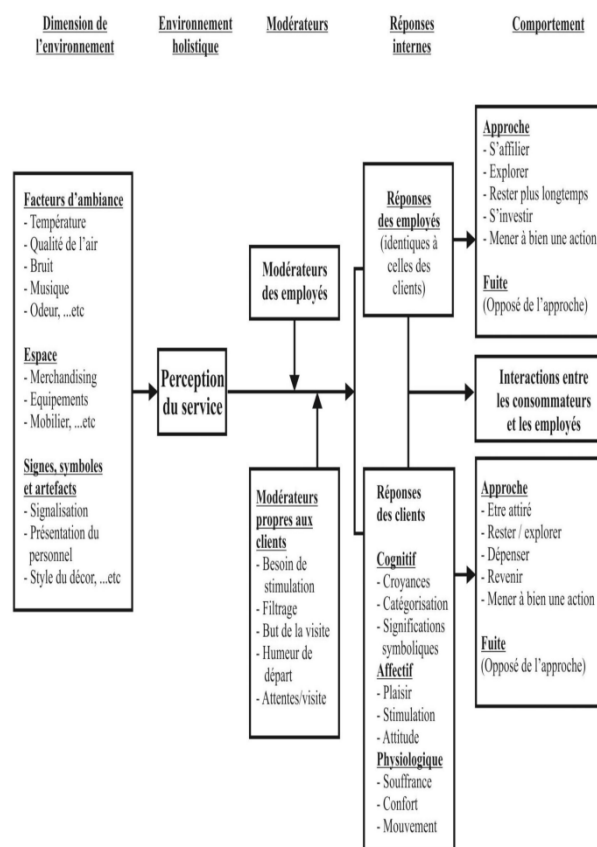 Dimension de
l'environnement
Environnement
holistique
Modérateurs
Réponses
internes
Comportement
Facteurs d'ambiance
- Température
- Qualité de l'air
- Bruit
- Musique
- Odeur, ...etc
Espace
- Merchandising
- Equipements
- Mobilier, ...etc
Signes, symboles
et artefacts
- Signalisation
- Présentation du
personnel
- Style du décor, ...etc
Perception
du service
Modérateurs
des employés
Modérateurs
propres aux
clients
- Besoin de
stimulation
- Filtrage
- But de la visite
- Humeur de
départ
- Attentes/visite
Réponses
des employés
(identiques à
celles des
clients)
Réponses
des clients
Cognitif
- Croyances
- Catégorisation
- Significations
symboliques
Affectif
- Plaisir
- Stimulation
- Attitude
Physiologique
- Souffrance
- Confort
- Mouvement
Approche
- S'affilier
- Explorer
- Rester plus longtemps
- S'investir
- Mener à bien une action
Fuite
(Opposé de l'approche)
Interactions entre
les consommateurs
et les employés
Approche
- Etre attiré
- Rester / explorer
- Dépenser
- Revenir
- Mener à bien une action
Fuite
(Opposé de l'approche)